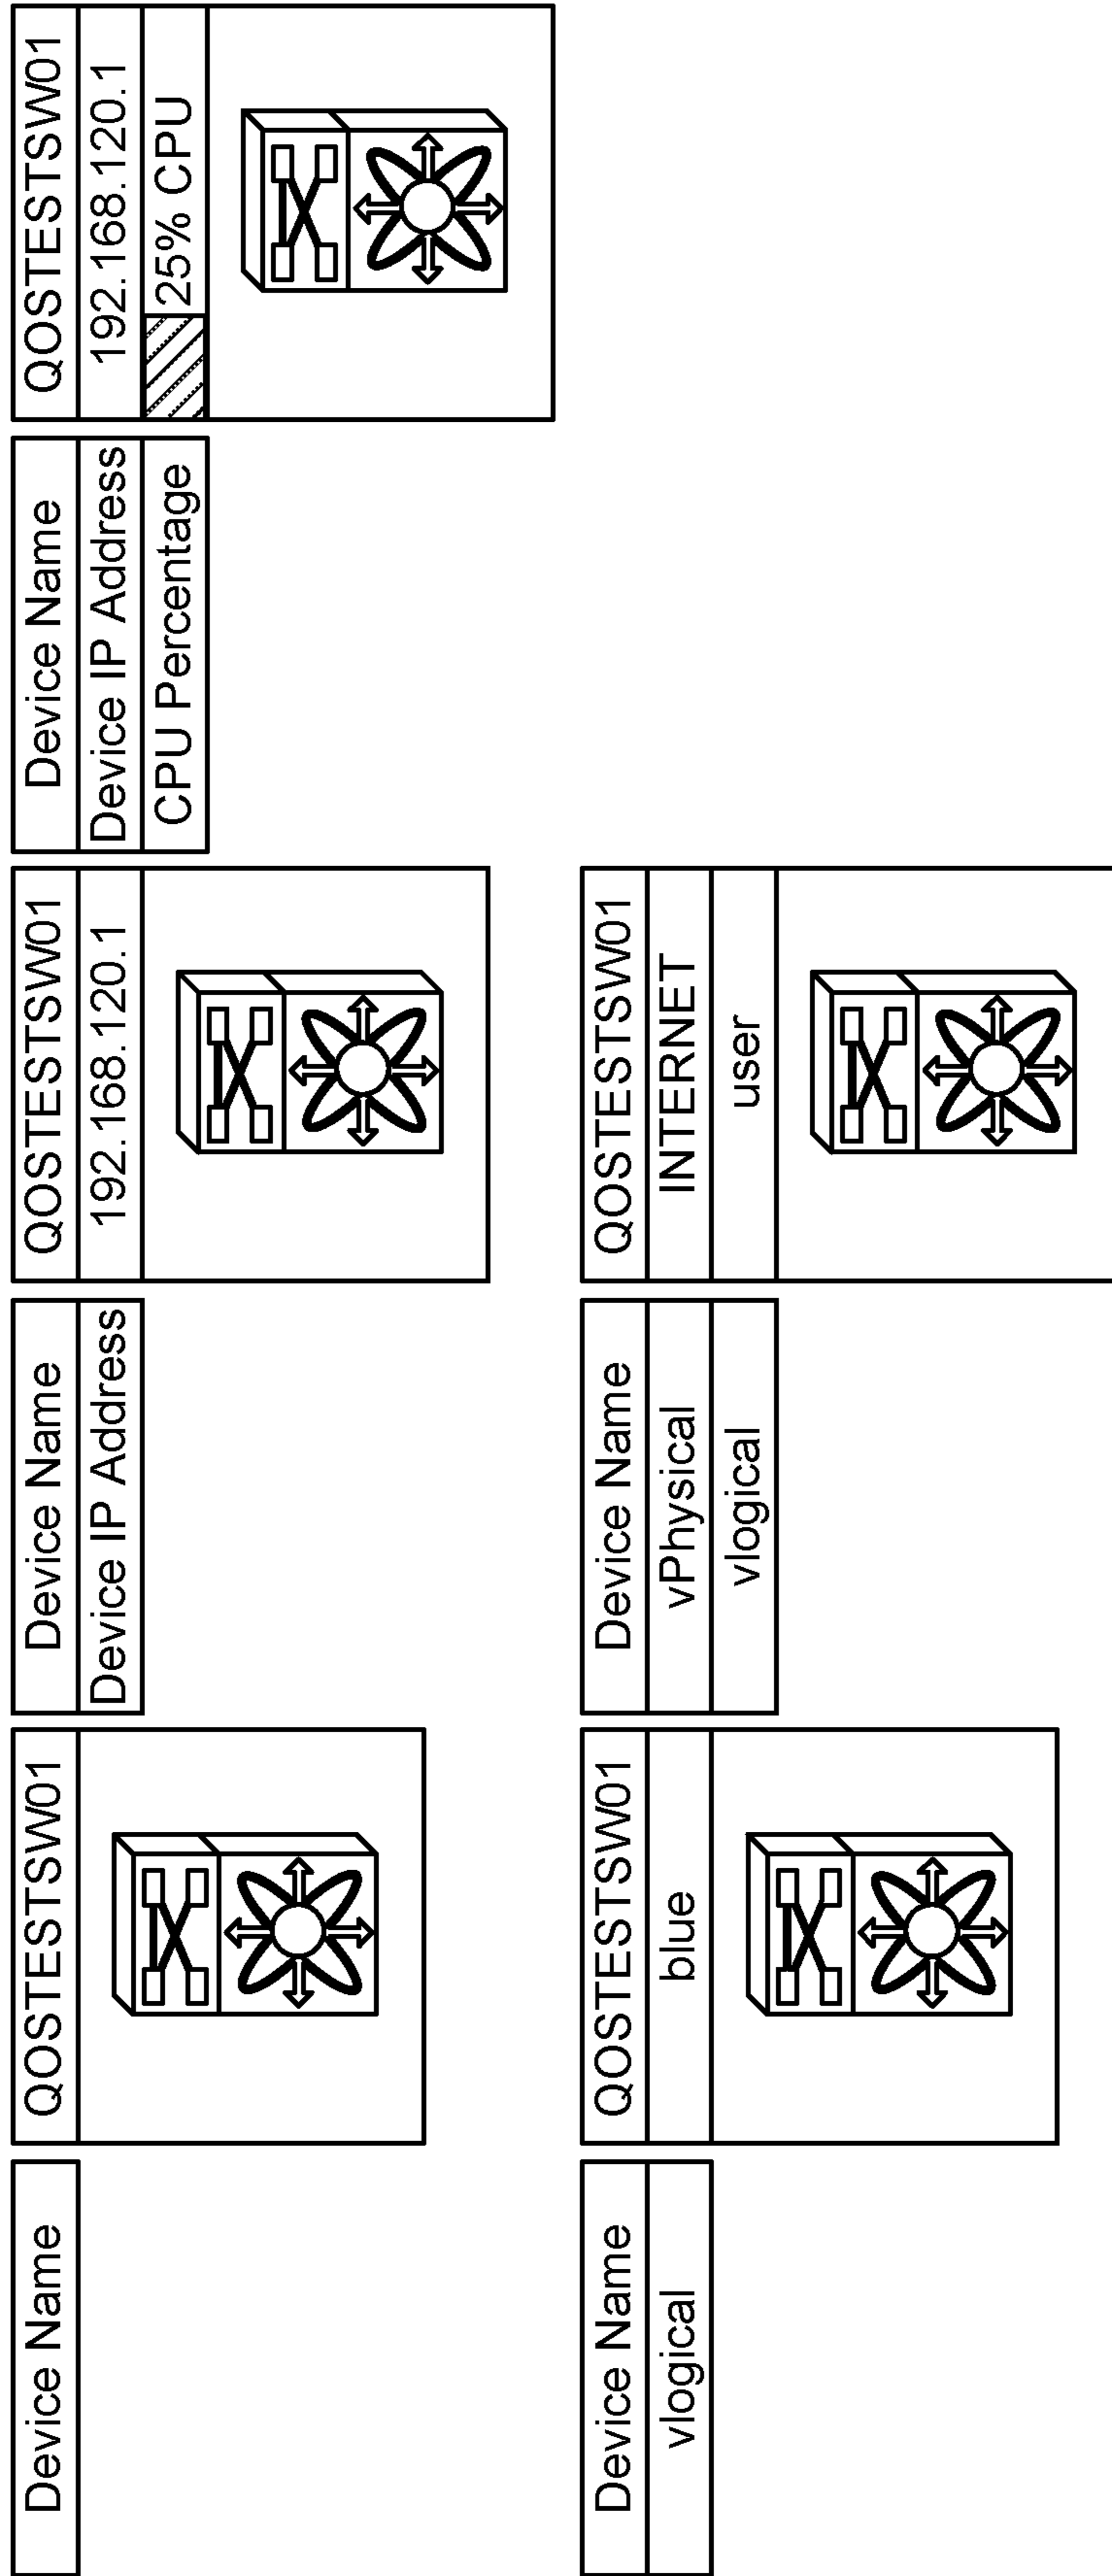 Device Name
QOSTESTSW01
Device Name
Device IP Address
QOSTESTSW01
192.168.120.1
Device Name
Device IP Address
CPU Percentage
QOSTESTSW01
192.168.120.1
25% CPU
Device Name
vlogical
QOSTESTSW01
blue
Device Name
vPhysical
vlogical
QOSTESTSW01
INTERNET
user